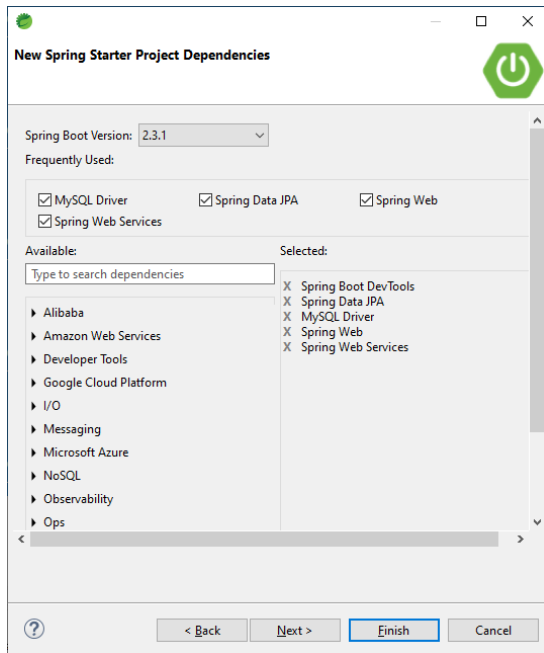 New Spring Starter Project Dependencies
Spring Boot Version: 2.3.1
Frequently Used:
MySQL Driver Spring Data JPA Spring Web
Spring Web Services
Available:
Type to search dependencies
Alibaba
Amazon Web Services
Developer Tools
Google Cloud Platform
I/O
Messaging
Microsoft Azure
NoSQL
Observability
Ops
Selected:
X Spring Boot DevTools
X Spring Data JPA
X MySQL Driver
X Spring Web
X Spring Web Services
? < Back Next > Finish Cancel